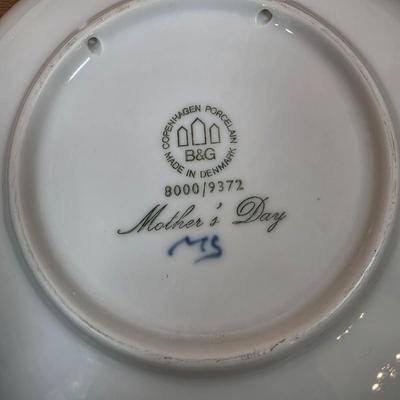 COPENHAGEN PORCELAIN
B&G
MADE IN DENMARK
8000/9372
Mother's Day
MS